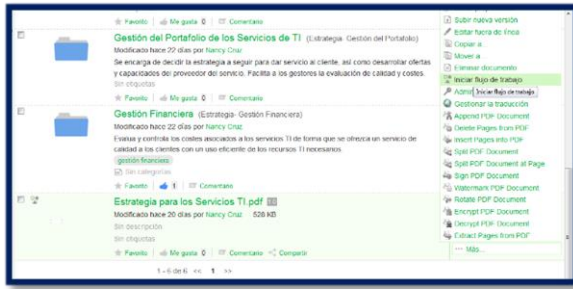 Favorito Me gusta 0 Comentario
Gestión del Portafolio de los Servicios de TI (Estrategia- Gestión del Portafolio)
Modificado hace 22 días por Nancy Cruz
Se encarga de decidir la estrategia a seguir para dar servicio al cliente, así como desarrollar ofertas
y capacidades del proveedor del servicio. Facilita a los gestores la evaluación de calidad y costes.
Sin etiquetas
Favorito Me gusta 0 Comentario
Gestión Financiera (Estrategia- Gestión Financiera)
Modificado hace 22 días por Nancy Cruz
Evalúa y controla los costes asociados a los servicios TI de forma que se ofrezca un servicio de
calidad a los clientes con un uso eficiente de los recursos TI necesarios
gestión financiera
Sin categorías
Favorito 1 Comentario
Estrategia para los Servicios TI.pdf 1.0
Modificado hace 20 días por Nancy Cruz 528 KB
Sin descripción
Sin etiquetas
Favorito Me gusta 0 Comentario Compartir
1 - 6 de 6 << 1 >>
Subir nueva versión
Editar fuera de línea
Copiar a...
Mover a...
Eliminar documento
Iniciar flujo de trabajo
Iniciar flujo de trabajo
Gestionar la traducción
Append PDF Document
Delete Pages from PDF
Insert Pages into PDF
Split PDF Document
Split PDF Document at Page
Sign PDF Document
Watermark PDF Document
Rotate PDF Document
Encrypt PDF Document
Decrypt PDF Document
Extract Pages from PDF
Más...